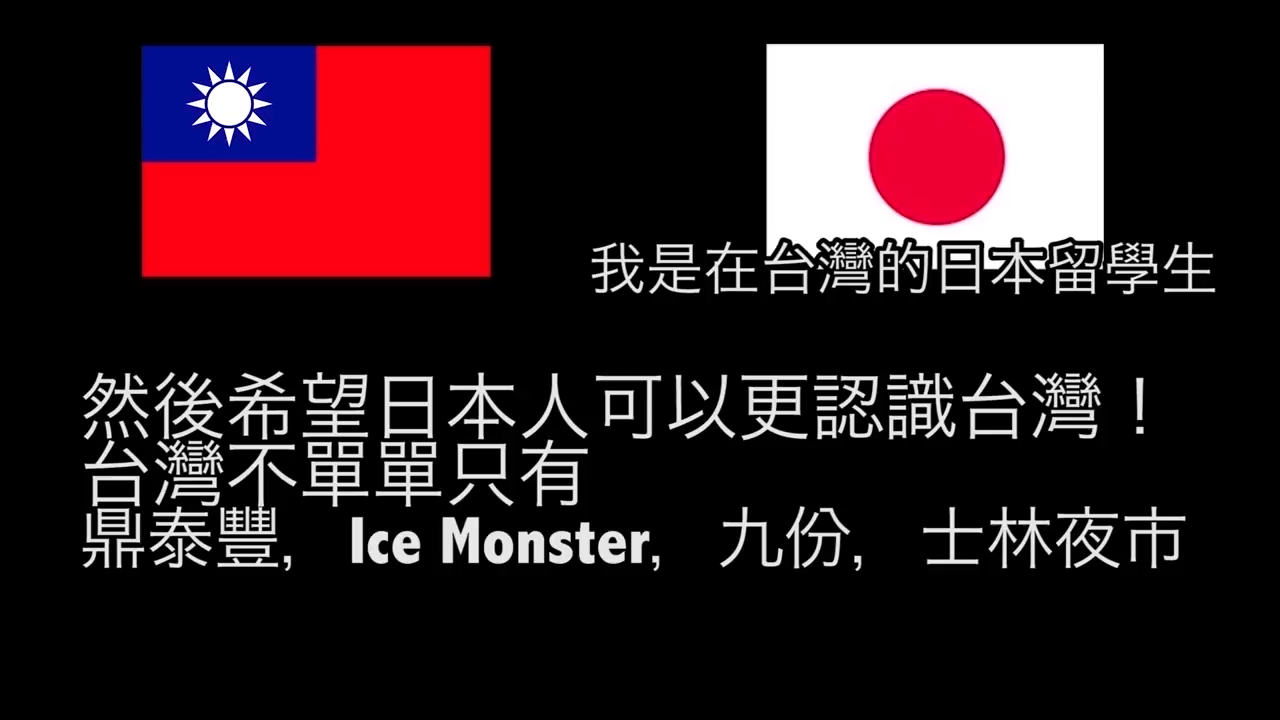 我是在台灣的日本留學生
然後希望日本人可以更認識台灣！
台灣不單單只有
鼎泰豐, Ice Monster, 九份, 士林夜市